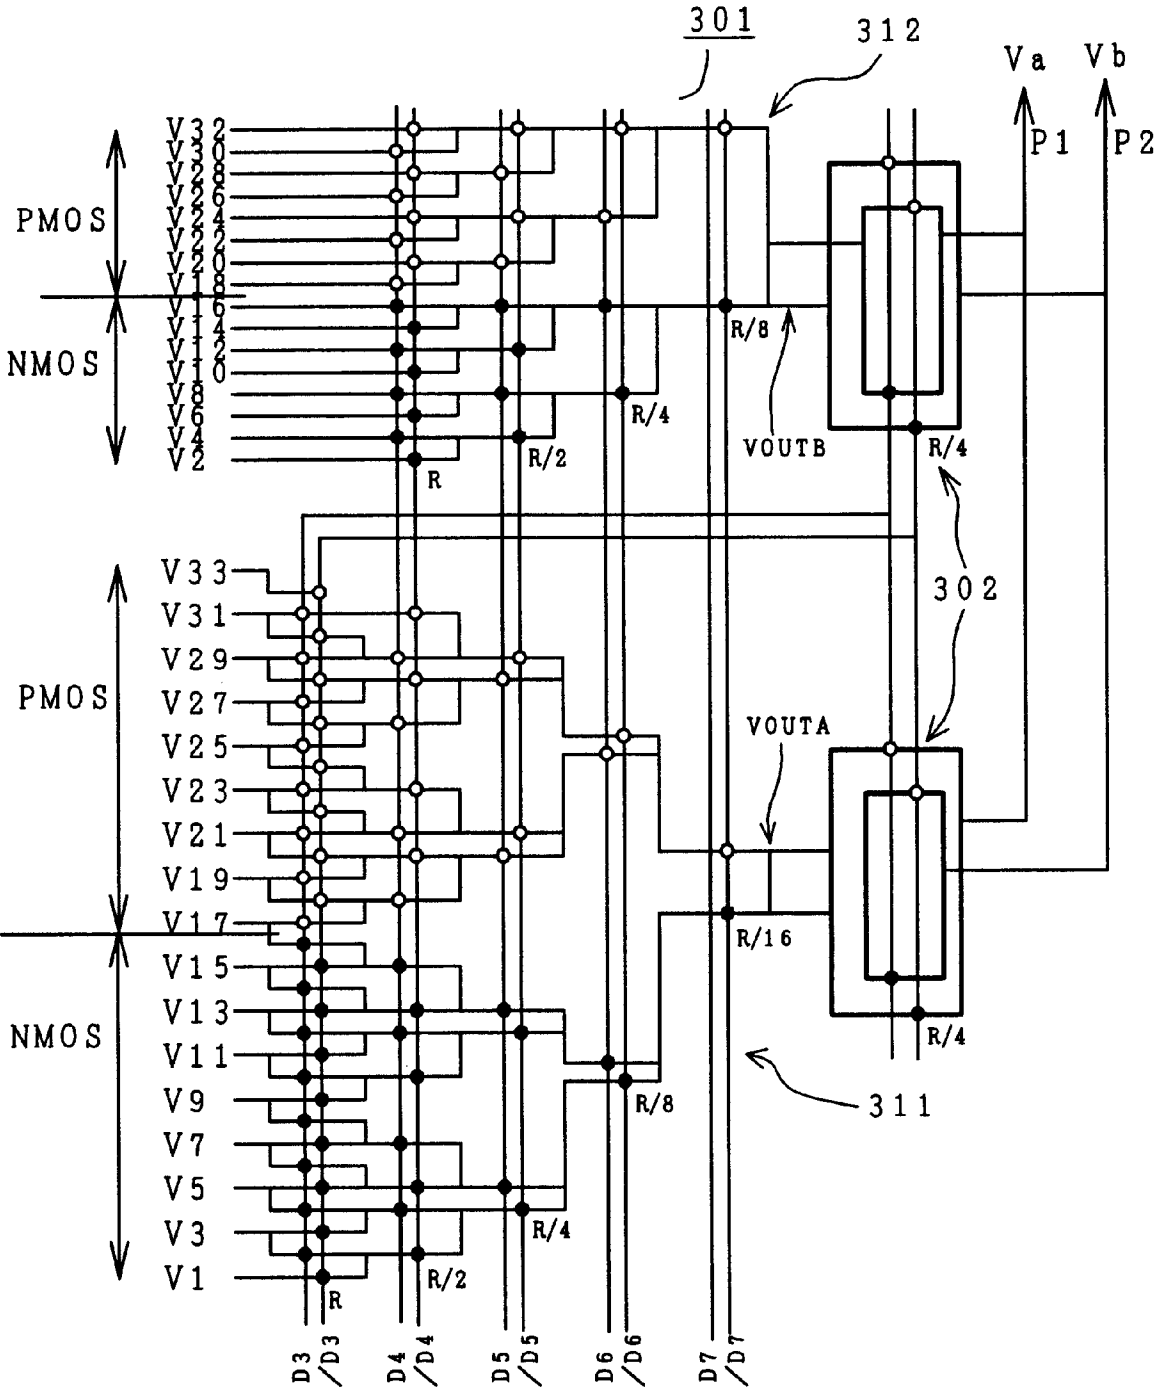 301
312
Va
Vb
P1
P2
V32
V30
V28
V26
V24
V22
V20
V18
V16
V14
V12
V10
V8
V6
V4
V2
PMOS
NMOS
R/8
R/4
R/2
R
VOUTB
R/4
302
V33
V31
V29
V27
V25
V23
V21
V19
V17
V15
V13
V11
V9
V7
V5
V3
V1
PMOS
NMOS
VOUTA
R/16
R/4
R/8
311
R/4
R/2
R
D3
/D3
D4
/D4
D5
/D5
D6
/D6
D7
/D7